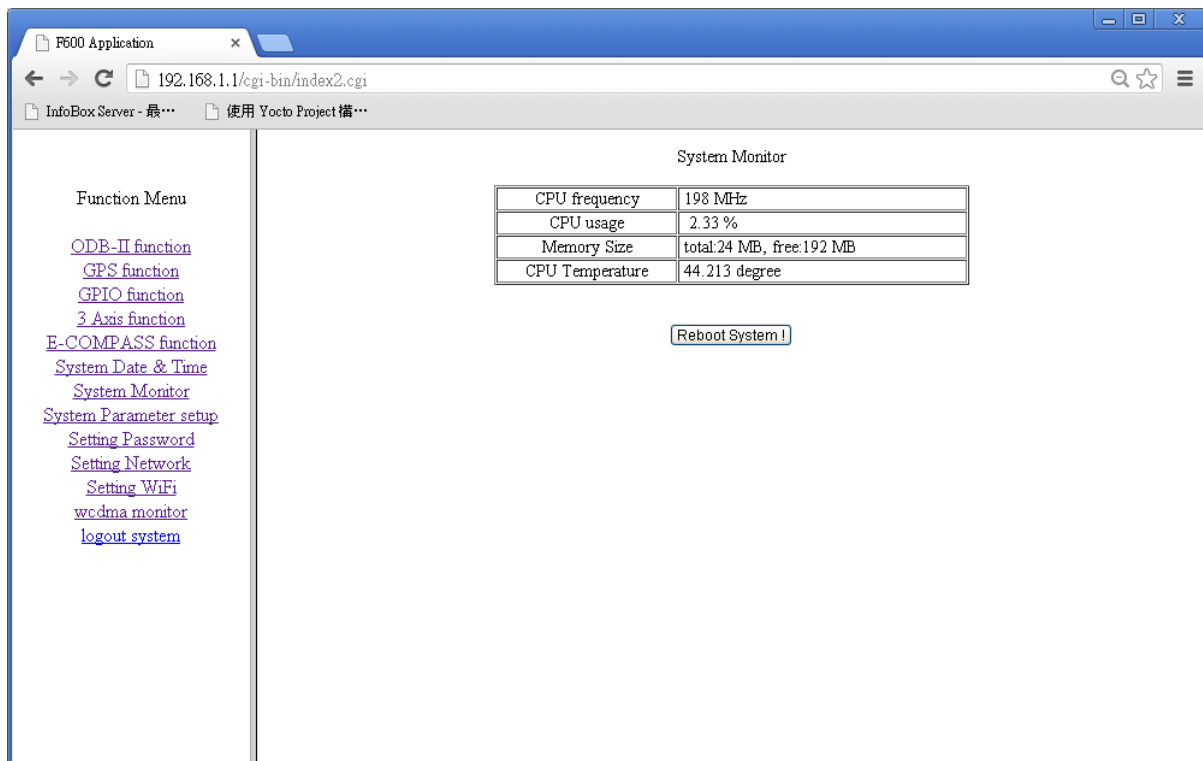 F600 Application
192.168.1.1/cgi-bin/index2.cgi
InfoBox Server - 最… 使用 Yocto Project 構…
System Monitor
Function Menu
ODB-II function
GPS function
GPIO function
3 Axis function
E-COMPASS function
System Date & Time
System Monitor
System Parameter setup
Setting Password
Setting Network
Setting WiFi
wcdma monitor
logout system
CPU frequency 198 MHz
CPU usage 2.33 %
Memory Size total:24 MB, free:192 MB
CPU Temperature 44.213 degree
Reboot System !